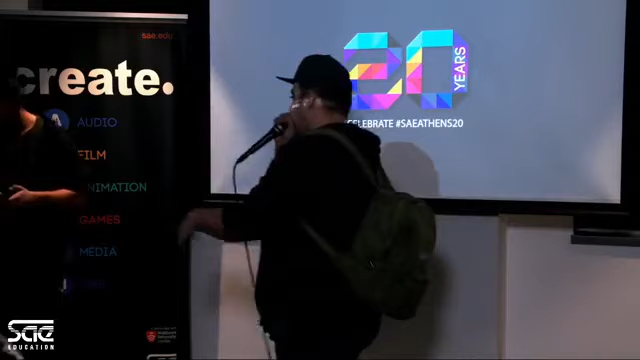 sae.edu
create.
AUDIO
FILM
ANIMATION
GAMES
MEDIA
20
YEARS
CELEBRATE #SAEATHENS20
sae
EDUCATION